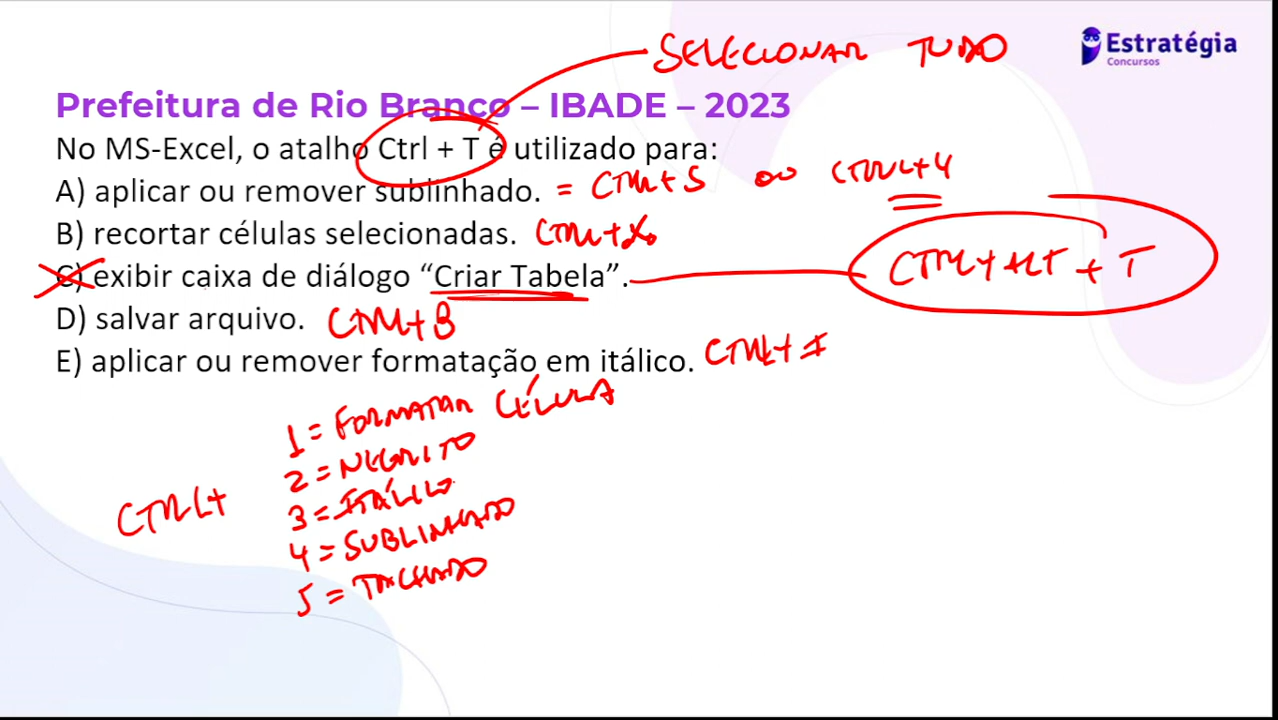 SELECIONAR TUDO
Estratégia
Concursos
Prefeitura de Rio Branco – IBADE – 2023
No MS-Excel, o atalho Ctrl + T é utilizado para:
A) aplicar ou remover sublinhado. = CTRL+S ou CTRL+4
B) recortar células selecionadas. CTRL+X
C) exibir caixa de diálogo “Criar Tabela”. CTRL+ALT+T
D) salvar arquivo. CTRL+B
E) aplicar ou remover formatação em itálico. CTRL+I
CTRL+
1 = FORMATAR CÉLULA
2 = NEGRITO
3 = ITÁLICO
4 = SUBLINHADO
5 = TACHADO